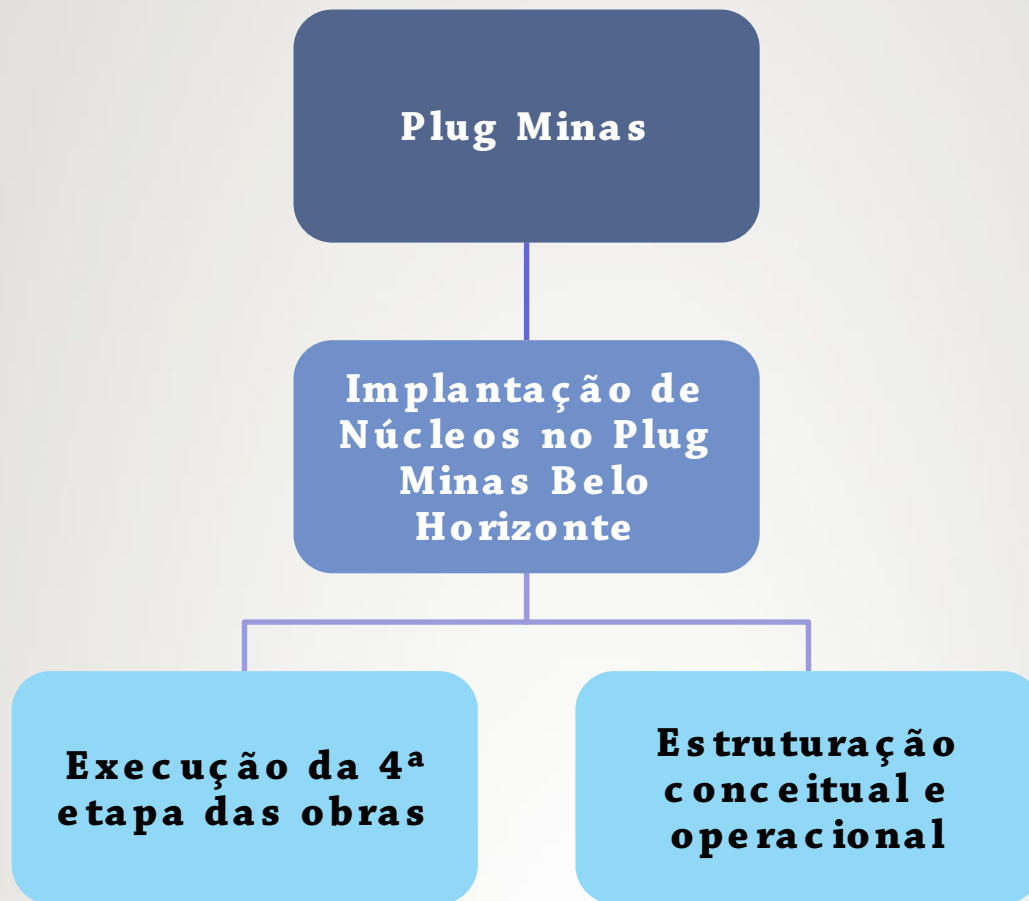 Plug Minas
Implantação de
Núcleos no Plug
Minas Belo
Horizonte
Execução da 4ª
etapa das obras
Estruturação
conceitual e
operacional